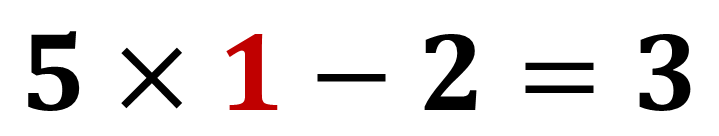 5 × 1 − 2 = 3